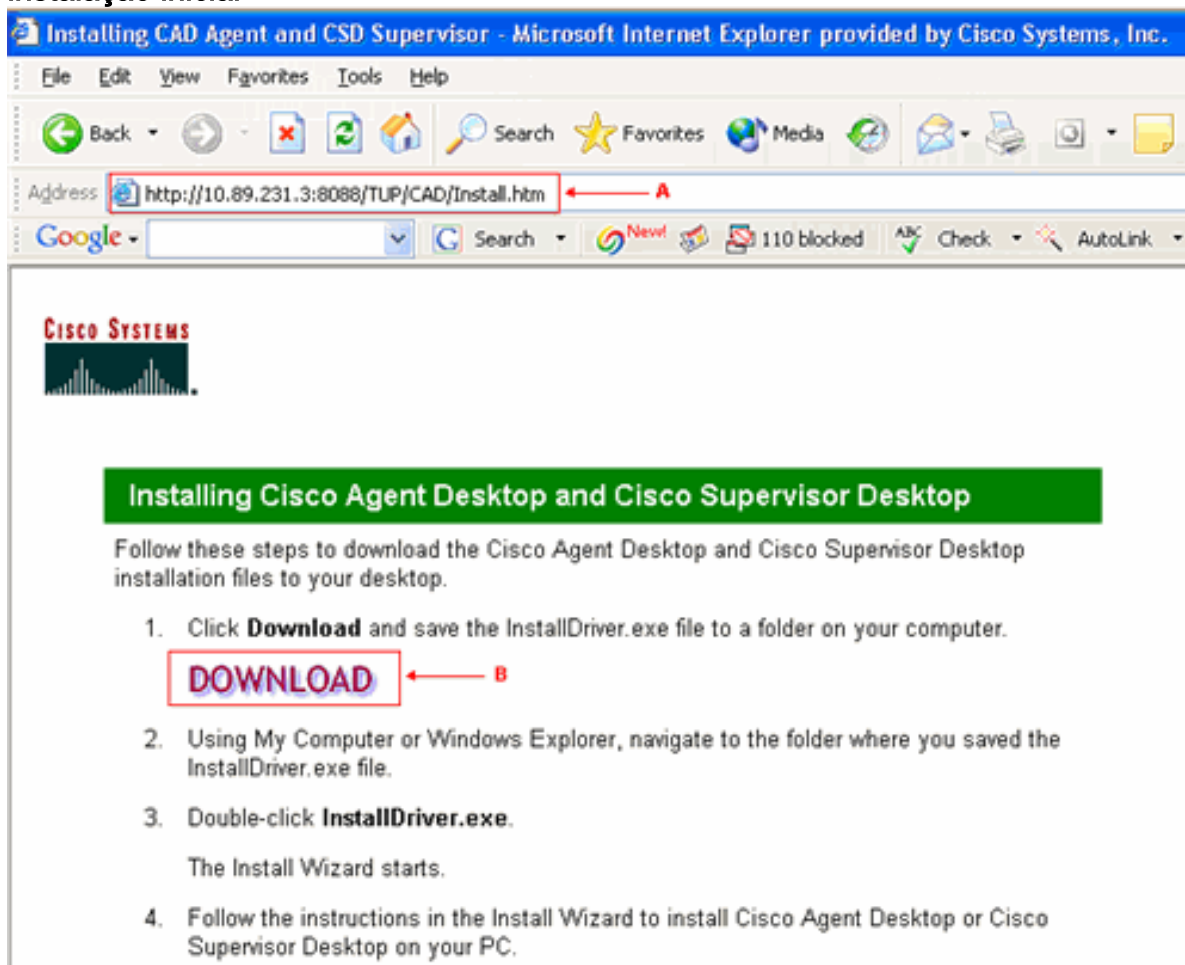 Instalação inicial
Installing CAD Agent and CSD Supervisor - Microsoft Internet Explorer provided by Cisco Systems, Inc.
File Edit View Favorites Tools Help
Back Search Favorites Media
Address http://10.89.231.3:8088/TUP/CAD/Install.htm A
Google Search New! 110 blocked ABC Check AutoLink
CISCO SYSTEMS
Installing Cisco Agent Desktop and Cisco Supervisor Desktop
Follow these steps to download the Cisco Agent Desktop and Cisco Supervisor Desktop
installation files to your desktop.
1. Click Download and save the InstallDriver.exe file to a folder on your computer.
DOWNLOAD B
2. Using My Computer or Windows Explorer, navigate to the folder where you saved the
InstallDriver.exe file.
3. Double-click InstallDriver.exe.
The Install Wizard starts.
4. Follow the instructions in the Install Wizard to install Cisco Agent Desktop or Cisco
Supervisor Desktop on your PC.